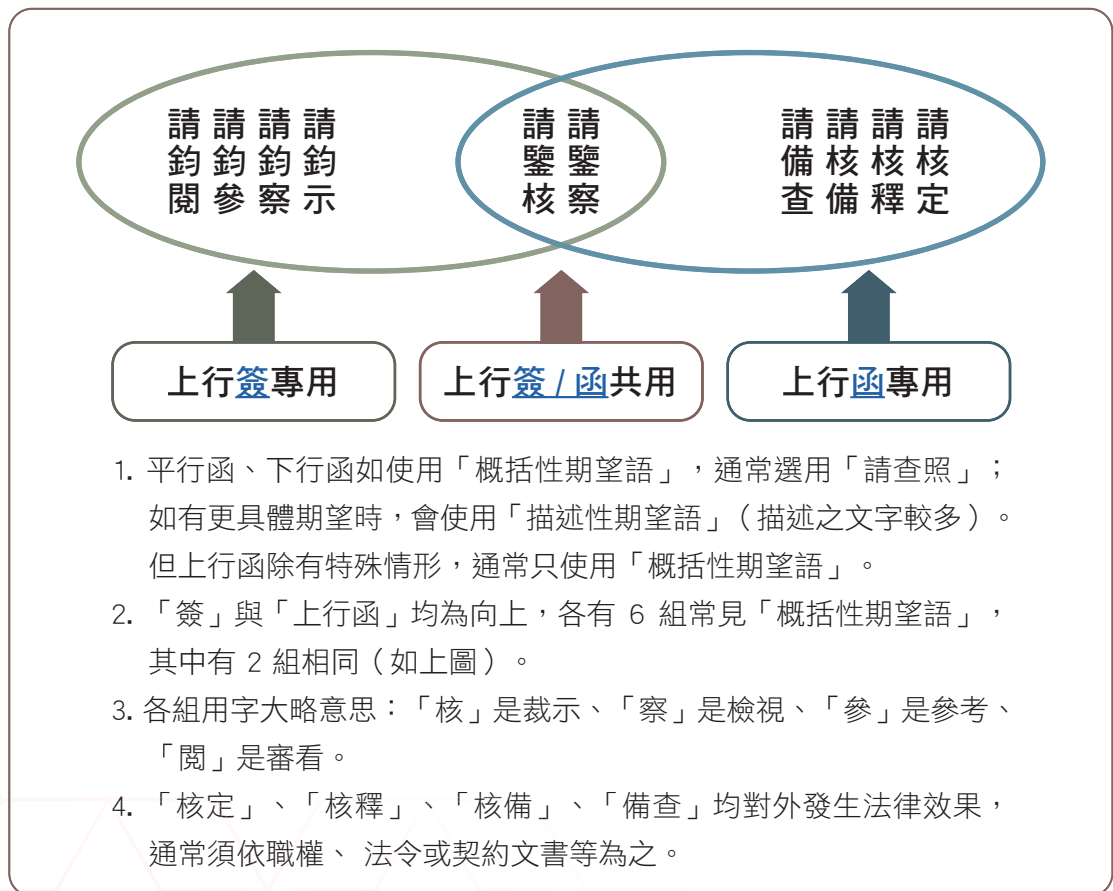 請鈞示
請鈞察
請鈞參
請鈞閱
請鑒察
請鑒核
請核定
請核釋
請核備
請備查
上行簽專用
上行簽 / 函共用
上行函專用
1. 平行函、下行函如使用「概括性期望語」，通常選用「請查照」；
如有更具體期望時，會使用「描述性期望語」（描述之文字較多）。
但上行函除有特殊情形，通常只使用「概括性期望語」。
2. 「簽」與「上行函」均為向上，各有 6 組常見「概括性期望語」，
其中有 2 組相同（如上圖）。
3. 各組用字大略意思：「核」是裁示、「察」是檢視、「參」是參考、
「閱」是審看。
4. 「核定」、「核釋」、「核備」、「備查」均對外發生法律效果，
通常須依職權、 法令或契約文書等為之。